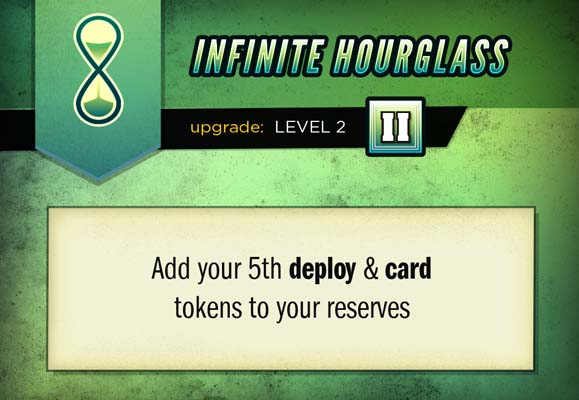 INFINITE HOURGLASS
upgrade: LEVEL 2
II
Add your 5th deploy & card
tokens to your reserves